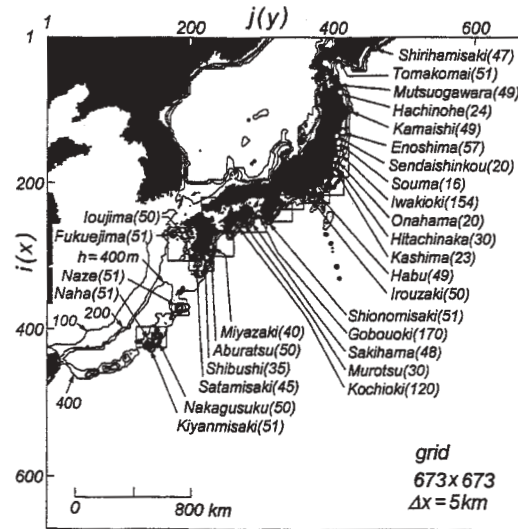 j(y)
1 200 400 600
1
Shirihamisaki(47)
Tomakomai(51)
Mutsuogawara(49)
Hachinohe(24)
Kamaishi(49)
Enoshima(57)
Sendaishinkou(20)
200
Souma(16)
Iwakioki(154)
Onahama(20)
Hitachinaka(30)
Kashima(23)
Habu(49)
Irouzaki(50)
i(x)
Ioujima(50)
Fukuejima(51)
h=400m
Naze(51)
Naha(51)
100 200
400
400
Shionomisaki(51)
Gobouoki(170)
Sakihama(48)
Murotsu(30)
Kochioki(120)
Miyazaki(40)
Aburatsu(50)
Shibushi(35)
Satamisaki(45)
Nakagusuku(50)
Kiyanmisaki(51)
600
0 800 km
grid
673x673
Δx=5km